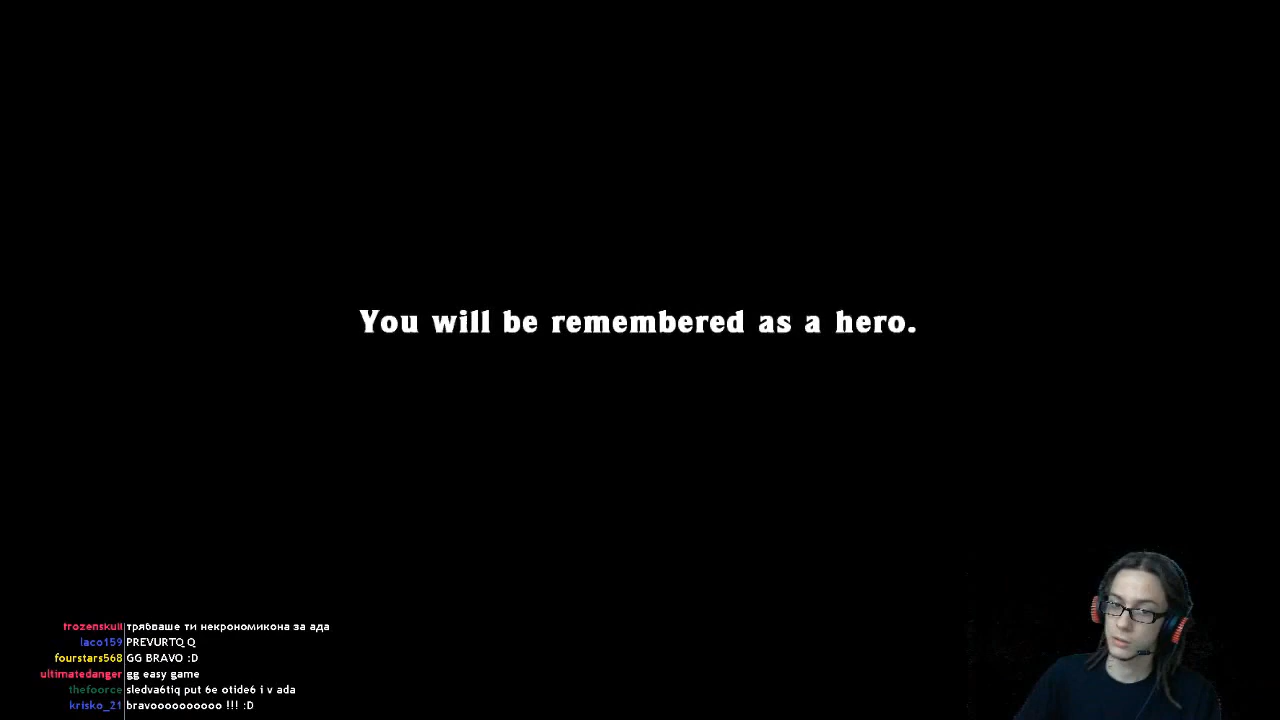 You will be remembered as a hero.
frozenskull трябваше ти некрономикона за ада
laco159 PREVURTQ Q
fourstars568 GG BRAVO :D
ultimatedanger gg easy game
thefoorce sledva6tiq put 6e otide6 i v ada
krisko_21 bravoooooooooo !!! :D